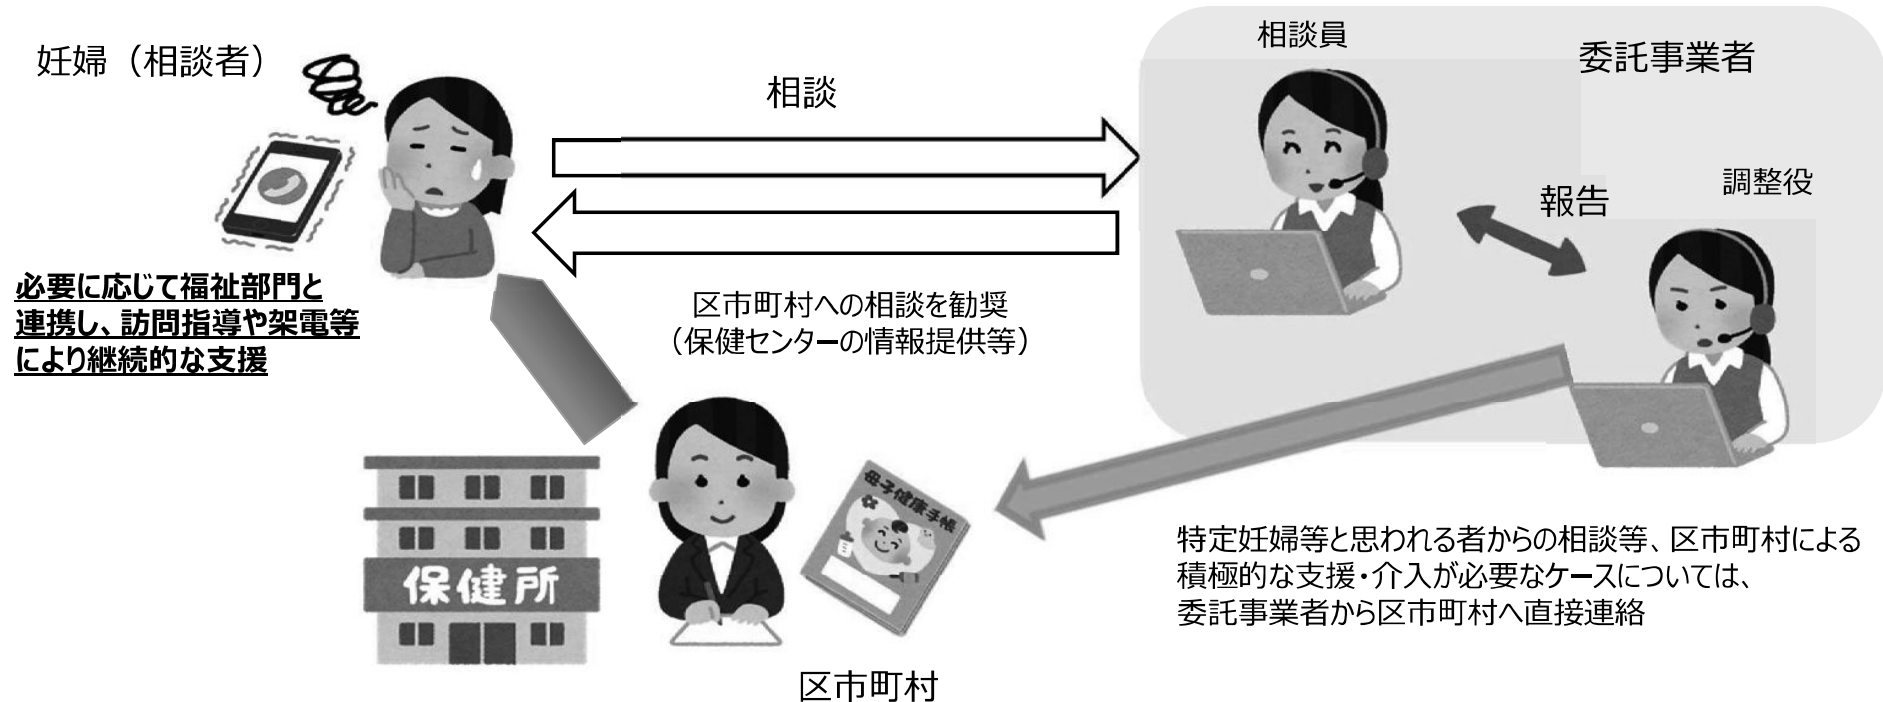 妊婦（相談者）
相談
相談員
委託事業者
報告
調整役
必要に応じて福祉部門と
連携し、訪問指導や架電等
により継続的な支援
区市町村への相談を勧奨
（保健センターの情報提供等）
母子健康手帳
保健所
特定妊婦等と思われる者からの相談等、区市町村による
積極的な支援・介入が必要なケースについては、
委託事業者から区市町村へ直接連絡
区市町村